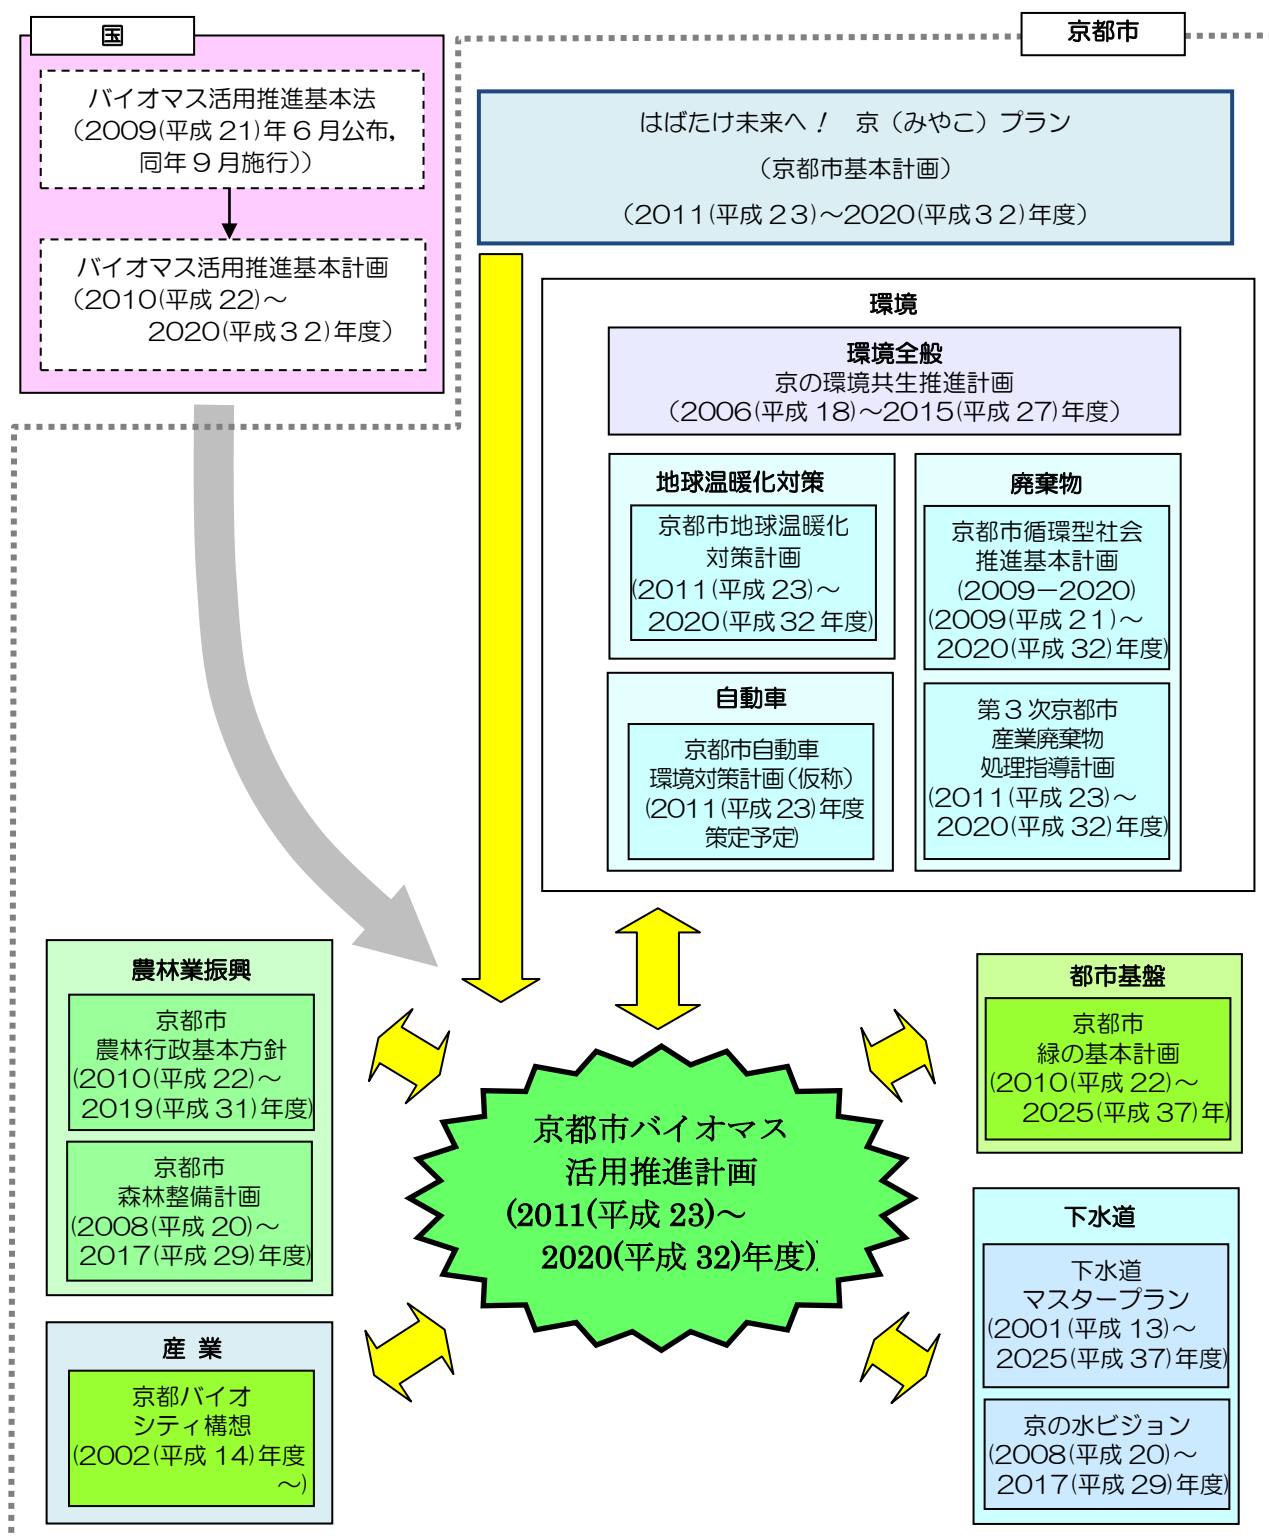 国
バイオマス活用推進基本法
（2009(平成 21)年 6 月公布，
同年 9 月施行））
バイオマス活用推進基本計画
（2010(平成 22)～
2020(平成３２)年度）
京都市
はばたけ未来へ！　京（みやこ）プラン
（京都市基本計画）
（2011(平成２３)～2020(平成３２)年度）
環境
環境全般
京の環境共生推進計画
（2006(平成 18)～2015(平成 27)年度）
地球温暖化対策
京都市地球温暖化
対策計画
(2011(平成 23)～
2020(平成 32 年度)
自動車
京都市自動車
環境対策計画(仮称)
(2011(平成 23)年度
策定予定)
廃棄物
京都市循環型社会
推進基本計画
(2009－2020)
(2009(平成 21)～
2020(平成 32)年度)
第３次京都市
産業廃棄物
処理指導計画
(2011(平成 23)～
2020(平成 32)年度)
農林業振興
京都市
農林行政基本方針
(2010(平成 22)～
2019(平成 31)年度)
京都市
森林整備計画
(2008(平成 20)～
2017(平成 29)年度)
産 業
京都バイオ
シティ構想
(2002(平成 14)年度
～)
京都市バイオマス
活用推進計画
(2011(平成 23)～
2020(平成 32)年度)
都市基盤
京都市
緑の基本計画
(2010(平成 22)～
2025(平成 37)年)
下水道
下水道
マスタープラン
(2001(平成 13)～
2025(平成 37)年度)
京の水ビジョン
(2008(平成 20)～
2017(平成 29)年度)